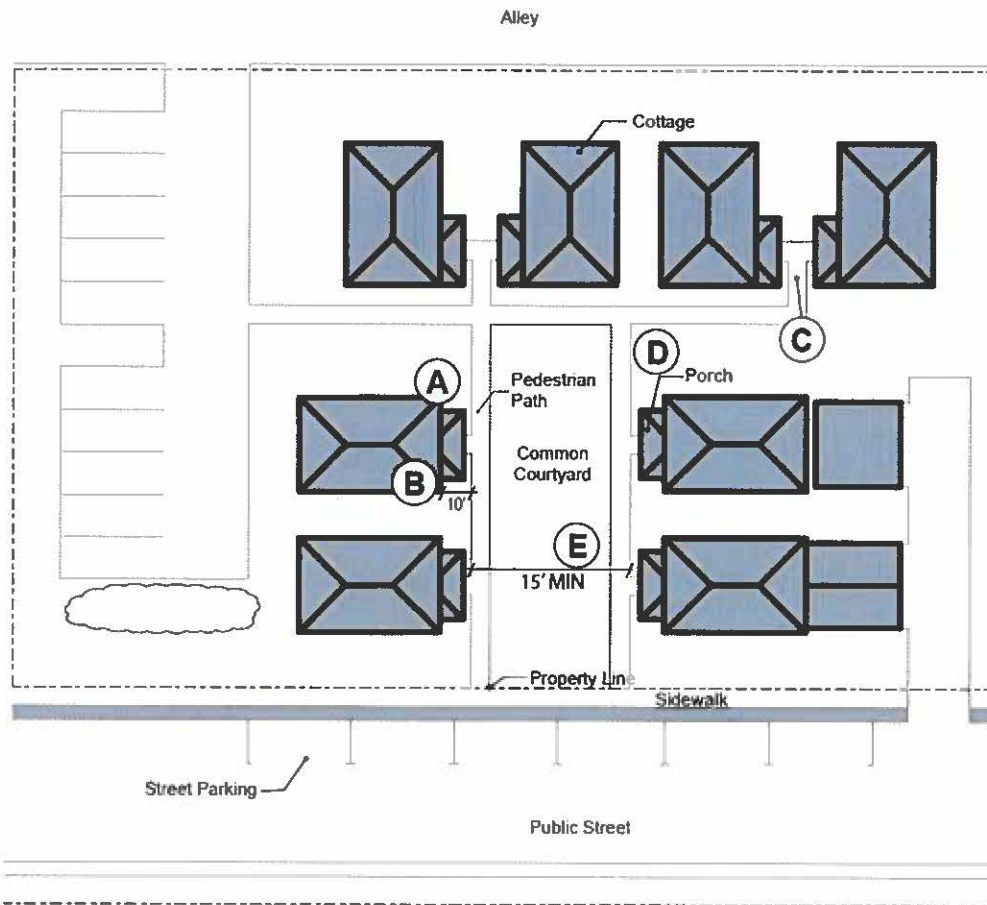 Alley
Cottage
C
D
Porch
A
Pedestrian
Path
Common
Courtyard
B
10'
E
15' MIN
Property Line
Sidewalk
Street Parking
Public Street